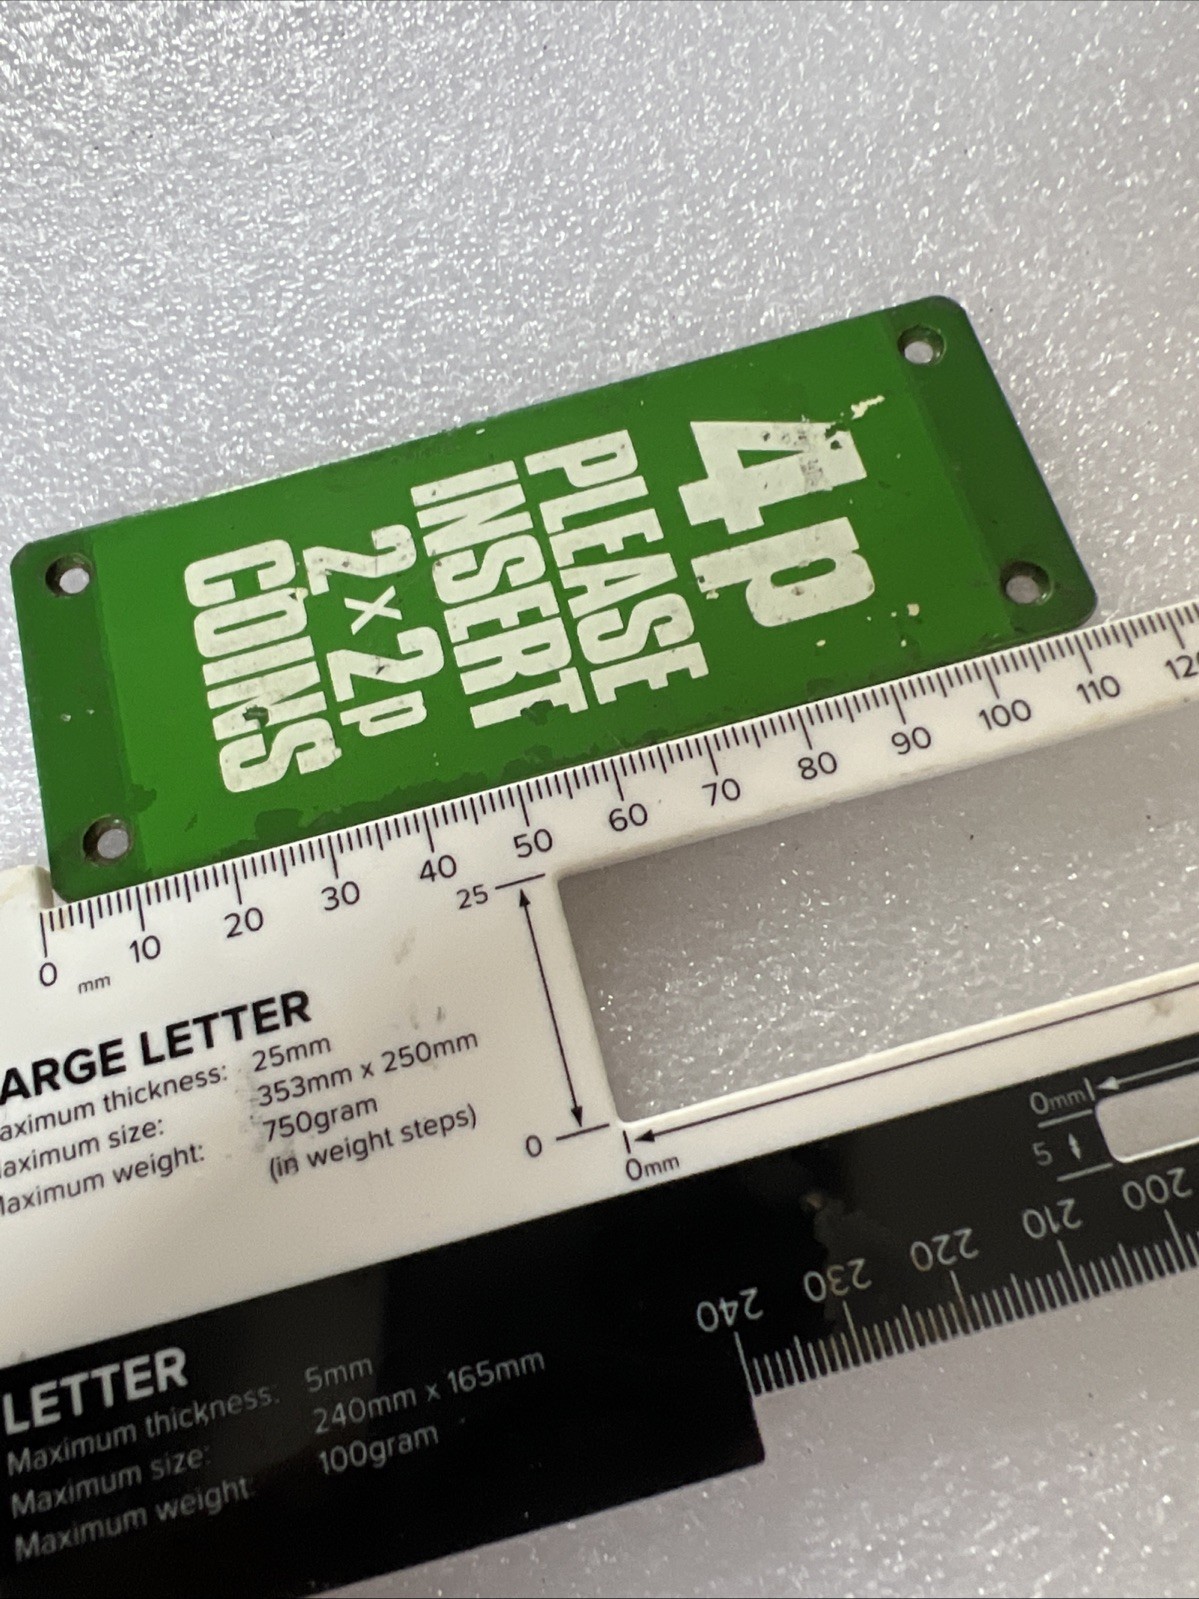 4p
PLEASE
INSERT
2 x 2p
COINS
0 10 20 30 40 50 60 70 80 90 100 110
mm
25
0
0mm
ARGE LETTER
aximum thickness: 25mm
aximum size: 353mm x 250mm
Maximum weight: 750gram
(in weight steps)
0mm
5
240 230 220 210 200
LETTER
Maximum thickness: 5mm
Maximum size: 240mm x 165mm
Maximum weight: 100gram